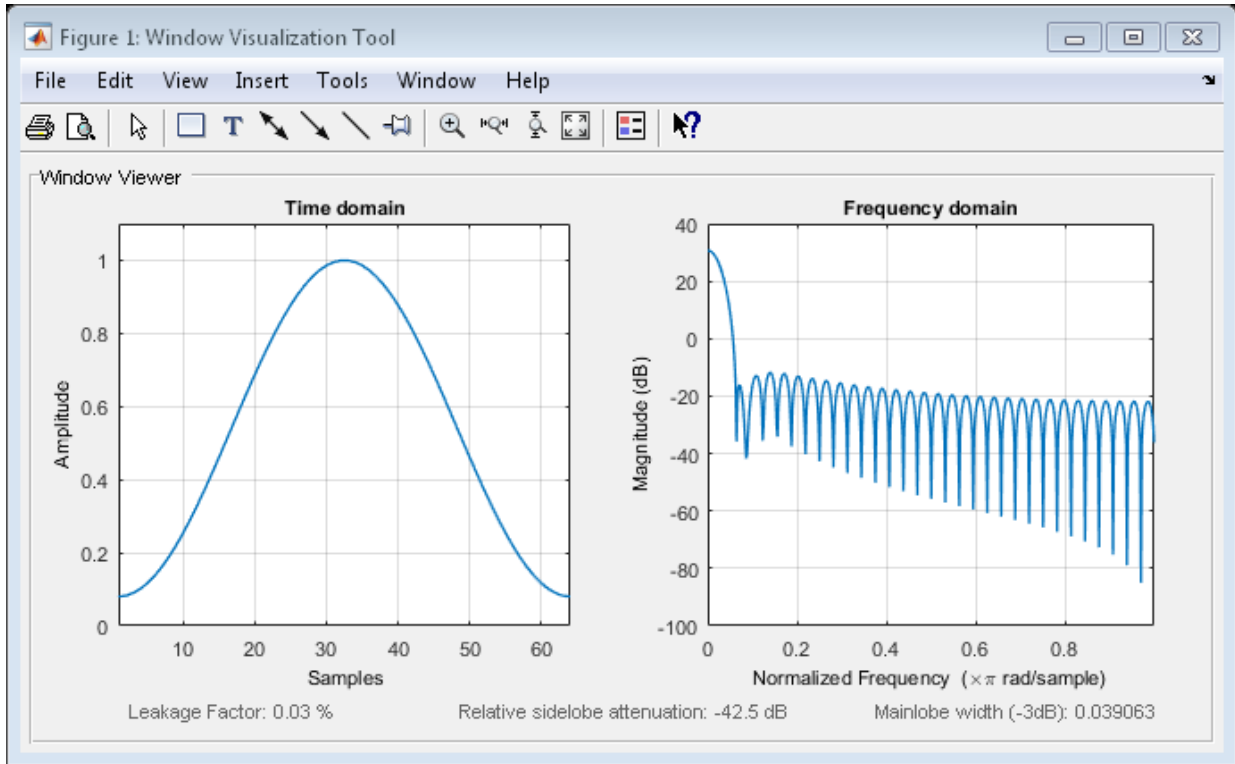 Figure 1: Window Visualization Tool
File Edit View Insert Tools Window Help
T
?
Window Viewer
Time domain
1
0.8
0.6
0.4
0.2
0
Amplitude
10 20 30 40 50 60
Samples
Frequency domain
40
20
0
-20
-40
-60
-80
-100
Magnitude (dB)
0 0.2 0.4 0.6 0.8
Normalized Frequency (×π rad/sample)
Leakage Factor: 0.03 % Relative sidelobe attenuation: -42.5 dB Mainlobe width (-3dB): 0.039063